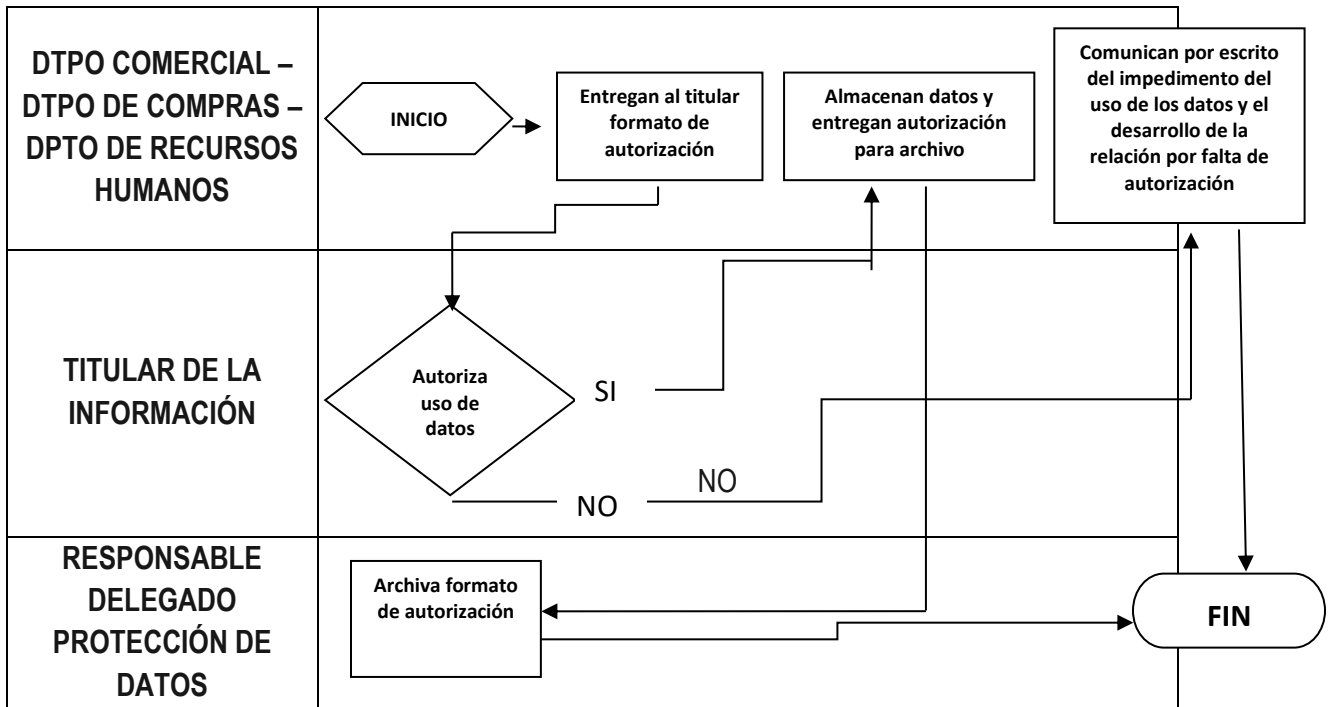 DTPO COMERCIAL –
DTPO DE COMPRAS –
DPTO DE RECURSOS
HUMANOS
INICIO
Entregan al titular
formato de
autorización
Almacenan datos y
entregan autorización
para archivo
Comunican por escrito
del impedimento del
uso de los datos y el
desarrollo de la
relación por falta de
autorización
TITULAR DE LA
INFORMACIÓN
Autoriza
uso de
datos
SI
NO
NO
RESPONSABLE
DELEGADO
PROTECCIÓN DE
DATOS
Archiva formato
de autorización
FIN